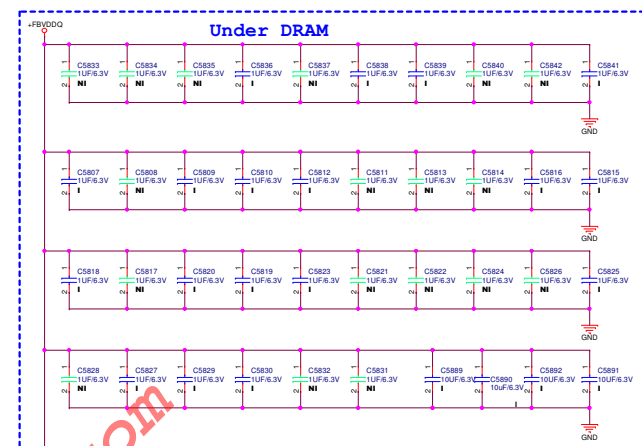 +FBVDDQ
Under DRAM
C5833 C5834 C5835 C5836 C5837 C5838 C5839 C5840 C5842 C5841
1UF/6.3V 1UF/6.3V 1UF/6.3V 1UF/6.3V 1UF/6.3V 1UF/6.3V 1UF/6.3V 1UF/6.3V 1UF/6.3V 1UF/6.3V
NI NI NI I NI I I NI NI I
GND
C5807 C5808 C5809 C5810 C5812 C5811 C5813 C5814 C5816 C5815
1UF/6.3V 1UF/6.3V 1UF/6.3V 1UF/6.3V 1UF/6.3V 1UF/6.3V 1UF/6.3V 1UF/6.3V 1UF/6.3V 1UF/6.3V
I NI I I I NI NI NI I I
GND
C5818 C5817 C5820 C5819 C5823 C5821 C5822 C5824 C5826 C5825
1UF/6.3V 1UF/6.3V 1UF/6.3V 1UF/6.3V 1UF/6.3V 1UF/6.3V 1UF/6.3V 1UF/6.3V 1UF/6.3V 1UF/6.3V
I NI I I I NI NI NI NI I
GND
C5828 C5827 C5829 C5830 C5832 C5831 C5889 C5890 C5892 C5891
1UF/6.3V 1UF/6.3V 1UF/6.3V 1UF/6.3V 1UF/6.3V 1UF/6.3V 10UF/6.3V 10uF/6.3V 10UF/6.3V 10UF/6.3V
NI I I I NI NI I I I I
GND
om